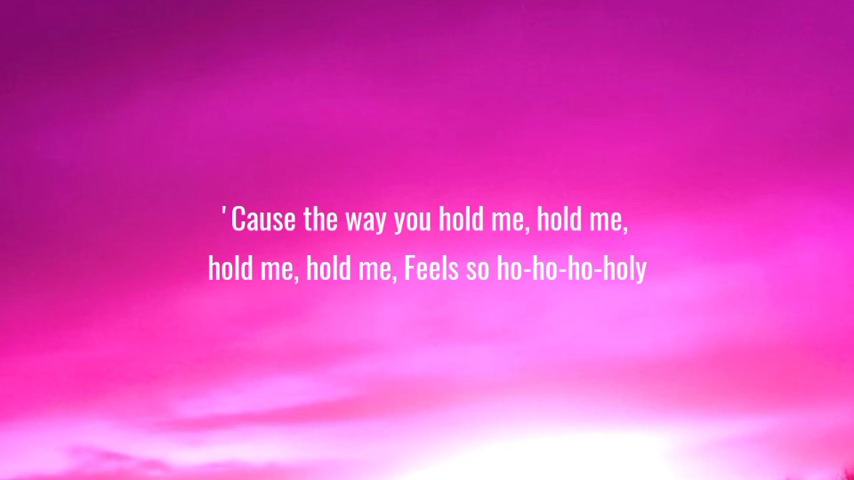 'Cause the way you hold me, hold me,
hold me, hold me, Feels so ho-ho-ho-holy